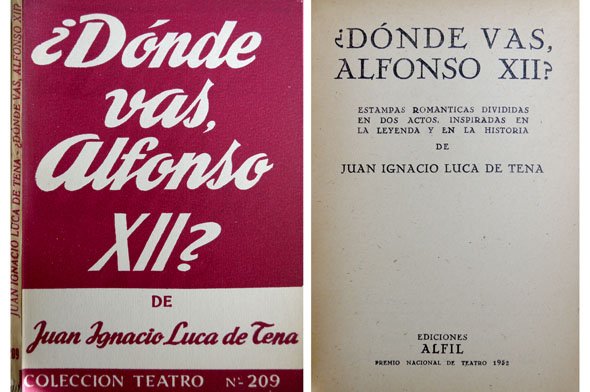 JUAN IGNACIO LUCA DE TENA - ¿DÓNDE VAS, ALFONSO XII?
209
¿Dónde
vas,
Alfonso
XII?
DE
Juan Ignacio Luca de Tena
COLECCION TEATRO Nº- 209
¿DÓNDE VAS,
ALFONSO XII?
ESTAMPAS ROMANTICAS DIVIDIDAS
EN DOS ACTOS, INSPIRADAS EN
LA LEYENDA Y EN LA HISTORIA
DE
JUAN IGNACIO LUCA DE TENA
EDICIONES
ALFIL
PREMIO NACIONAL DE TEATRO 1952